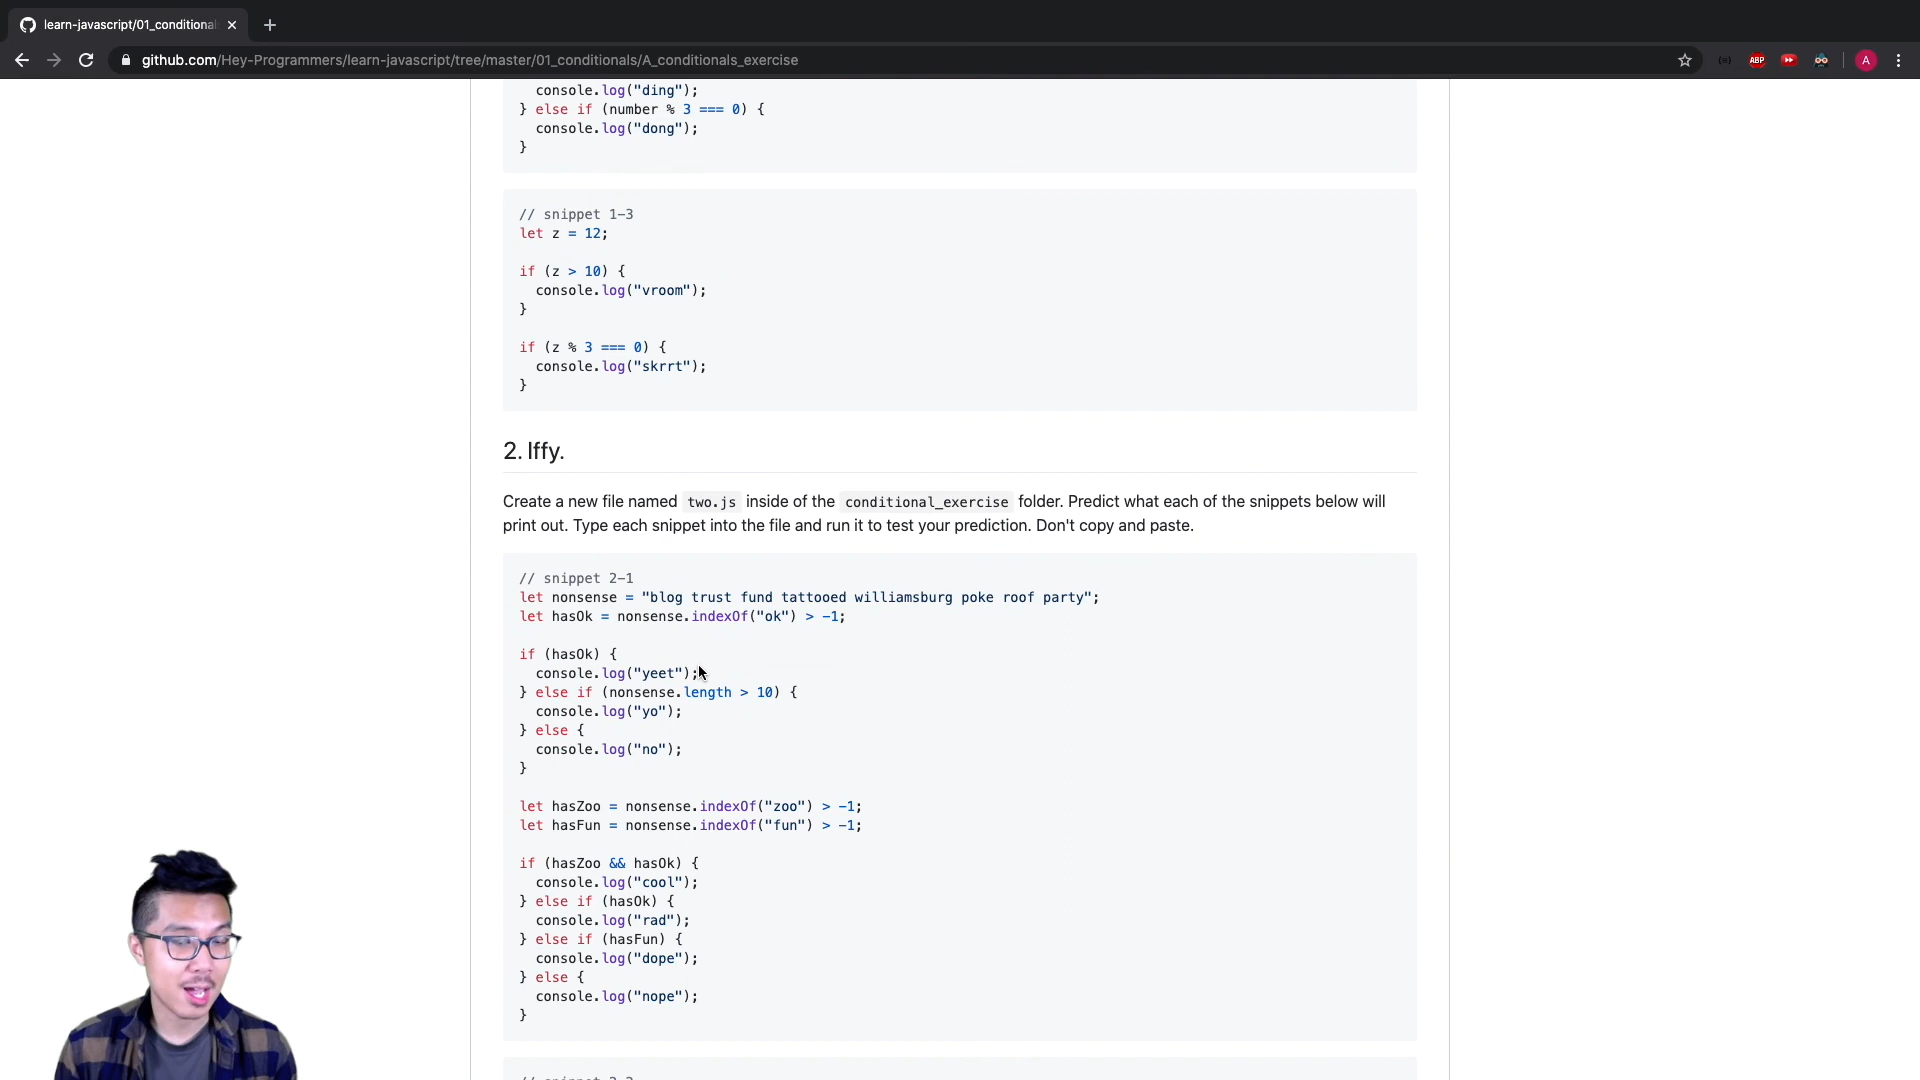 learn-javascript/01_conditional
github.com/Hey-Programmers/learn-javascript/tree/master/01_conditionals/A_conditionals_exercise
ABP
A
console.log("ding");
} else if (number % 3 === 0) {
console.log("dong");
}
// snippet 1-3
let z = 12;
if (z > 10) {
console.log("vroom");
}
if (z % 3 === 0) {
console.log("skrrt");
}
2. Iffy.
Create a new file named two.js inside of the conditional_exercise folder. Predict what each of the snippets below will
print out. Type each snippet into the file and run it to test your prediction. Don't copy and paste.
// snippet 2-1
let nonsense = "blog trust fund tattooed williamsburg poke roof party";
let hasOk = nonsense.indexOf("ok") > -1;
if (hasOk) {
console.log("yeet");
} else if (nonsense.length > 10) {
console.log("yo");
} else {
console.log("no");
}
let hasZoo = nonsense.indexOf("zoo") > -1;
let hasFun = nonsense.indexOf("fun") > -1;
if (hasZoo && hasOk) {
console.log("cool");
} else if (hasOk) {
console.log("rad");
} else if (hasFun) {
console.log("dope");
} else {
console.log("nope");
}